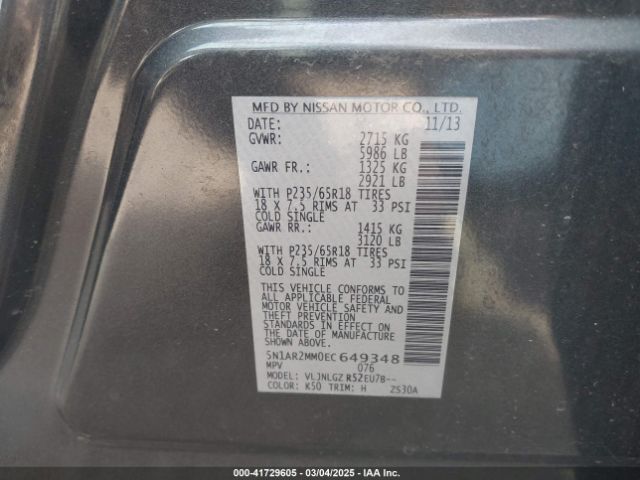 MFD BY NISSAN MOTOR CO., LTD.
DATE: 11/13
GVWR: 2715 KG
5986 LB
GAWR FR.: 1325 KG
2921 LB
WITH P235/65R18 TIRES
18 X 7.5 RIMS AT 33 PSI
COLD SINGLE
GAWR RR.: 1415 KG
3120 LB
WITH P235/65R18 TIRES
18 X 7.5 RIMS AT 33 PSI
COLD SINGLE
THIS VEHICLE CONFORMS TO
ALL APPLICABLE FEDERAL
MOTOR VEHICLE SAFETY AND
THEFT PREVENTION
STANDARDS IN EFFECT ON
THE DATE OF MANUFACTURE
SHOWN ABOVE.
5N1AR2MM0EC649348
MPV 076
MODEL: VLJNLGZ R52EU7B--
COLOR: K50 TRIM: H ZS30A
000-41729605 - 03/04/2025 - IAA Inc.